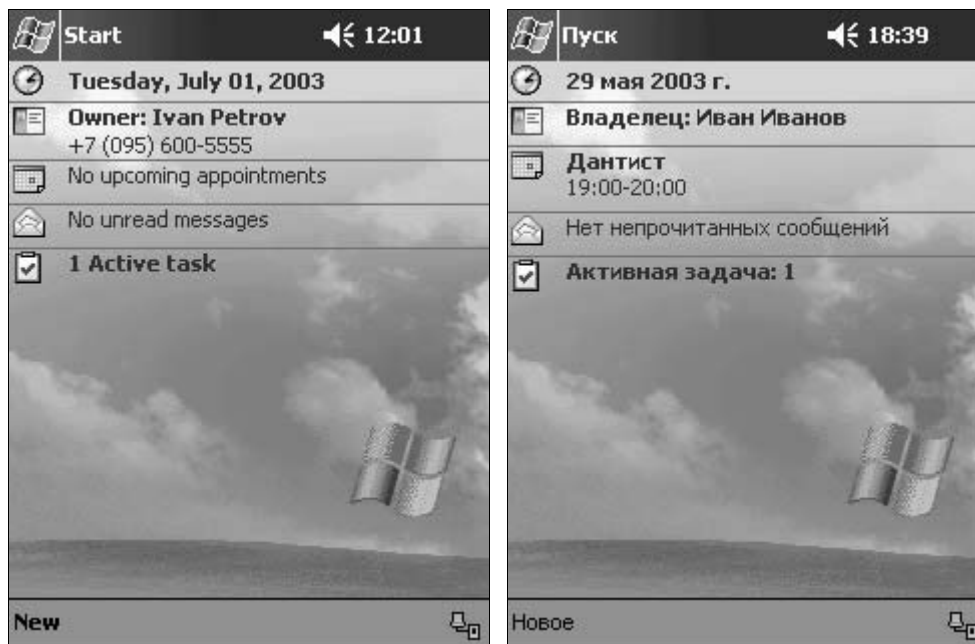 Start 12:01
Tuesday, July 01, 2003
Owner: Ivan Petrov
+7 (095) 600-5555
No upcoming appointments
No unread messages
1 Active task
New
Пуск 18:39
29 мая 2003 г.
Владелец: Иван Иванов
Дантист
19:00-20:00
Нет непрочитанных сообщений
Активная задача: 1
Новое